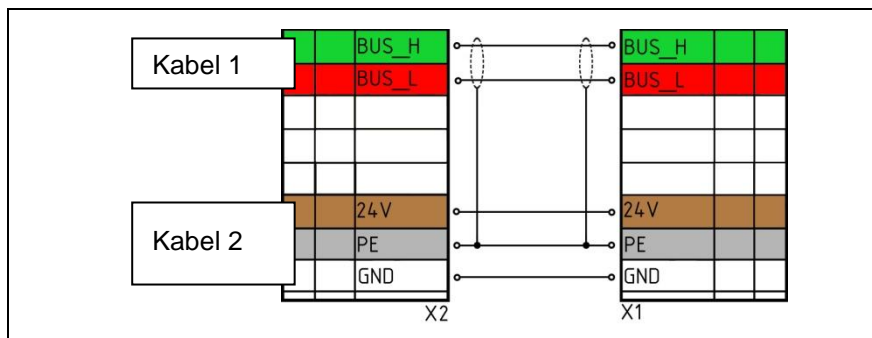 Kabel 1
BUS_H
BUS_H
BUS_L
BUS_L
24V
24V
Kabel 2
PE
PE
GND
GND
X2
X1